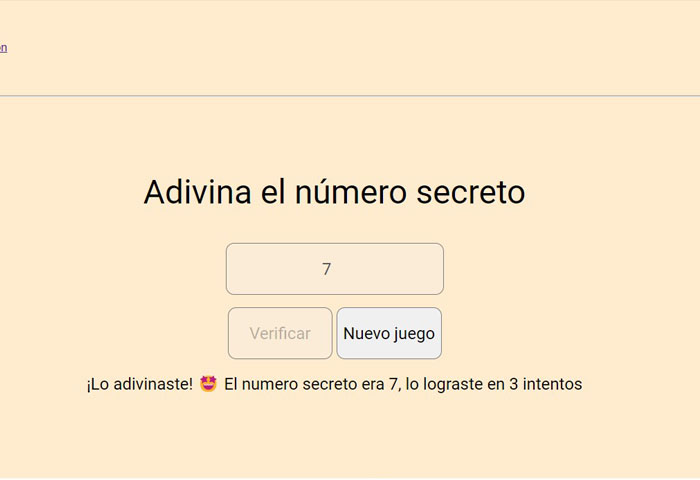 Adivina el número secreto
7
Verificar Nuevo juego
¡Lo adivinaste! 🤩 El numero secreto era 7, lo lograste en 3 intentos